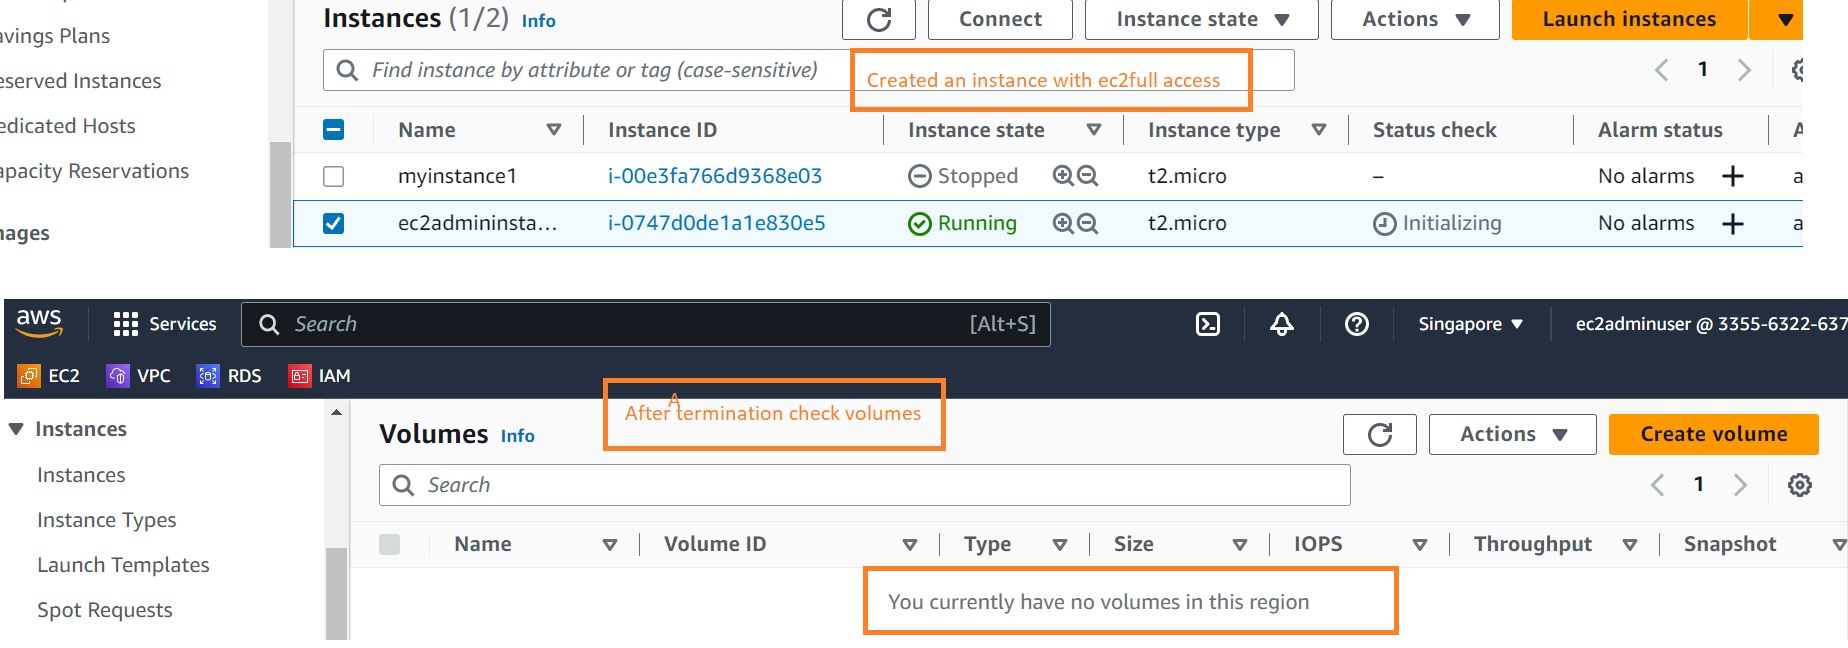 Instances (1/2) Info
Connect
Instance state
Actions
Launch instances
avings Plans
eserved Instances
edicated Hosts
apacity Reservations
nages
Find instance by attribute or tag (case-sensitive)
Created an instance with ec2full access
1
Name
Instance ID
Instance state
Instance type
Status check
Alarm status
A
myinstance1
i-00e3fa766d9368e03
Stopped
t2.micro
–
No alarms +
a
ec2admininsta...
i-0747d0de1a1e830e5
Running
t2.micro
Initializing
No alarms +
a
aws
Services
Search
[Alt+S]
Singapore
ec2adminuser @ 3355-6322-637
EC2
VPC
RDS
IAM
A
After termination check volumes
Instances
Instances
Instance Types
Launch Templates
Spot Requests
Volumes Info
Actions
Create volume
Search
1
Name
Volume ID
Type
Size
IOPS
Throughput
Snapshot
You currently have no volumes in this region